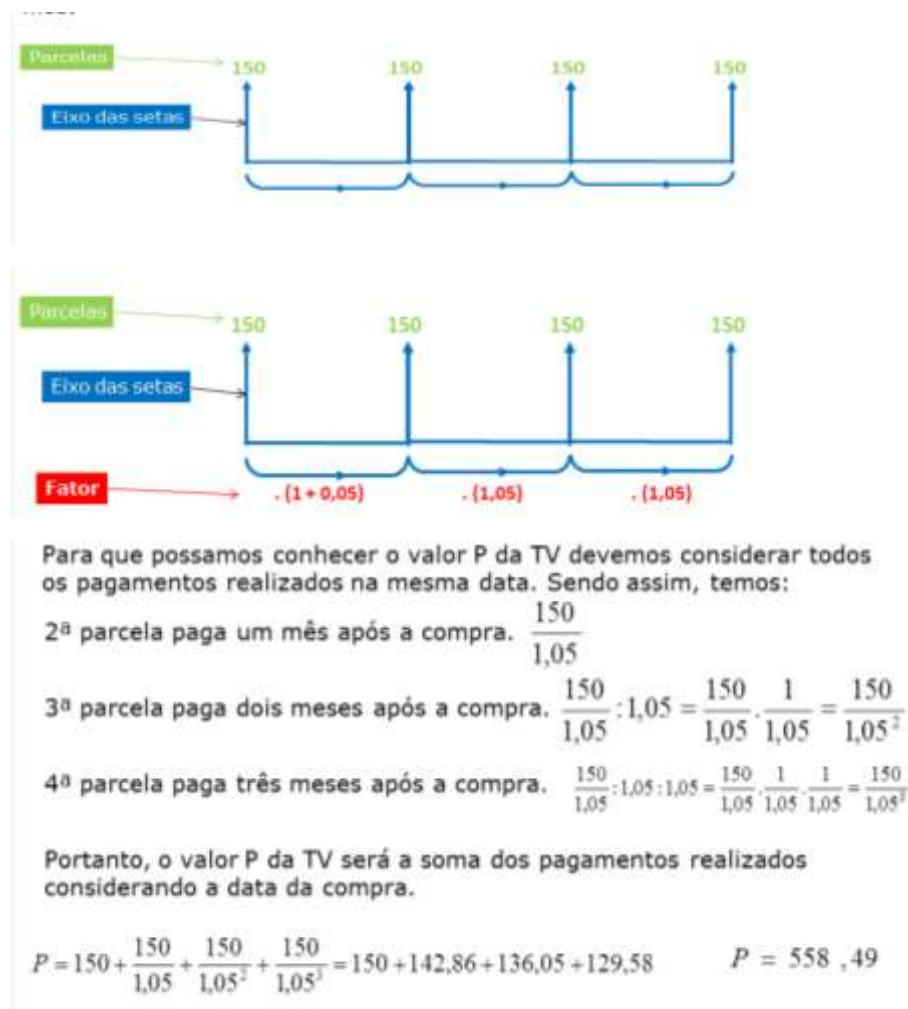 Parcelas
150 150 150 150
Eixo das setas
Parcelas
150 150 150 150
Eixo das setas
Fator
. (1 + 0,05) . (1,05) . (1,05)
Para que possamos conhecer o valor P da TV devemos considerar todos
os pagamentos realizados na mesma data. Sendo assim, temos:
2ª parcela paga um mês após a compra. 150/1,05
3ª parcela paga dois meses após a compra. 150/1,05 : 1,05 = 150/1,05 . 1/1,05 = 150/1,05²
4ª parcela paga três meses após a compra. 150/1,05 : 1,05 : 1,05 = 150/1,05 . 1/1,05 . 1/1,05 =
Portanto, o valor P da TV será a soma dos pagamentos realizados
considerando a data da compra.
P = 150 + 150/1,05 + 150/1,05² + 150/1,05³ = 150 + 142,86 + 136,05 + 129,58 P = 558 ,49